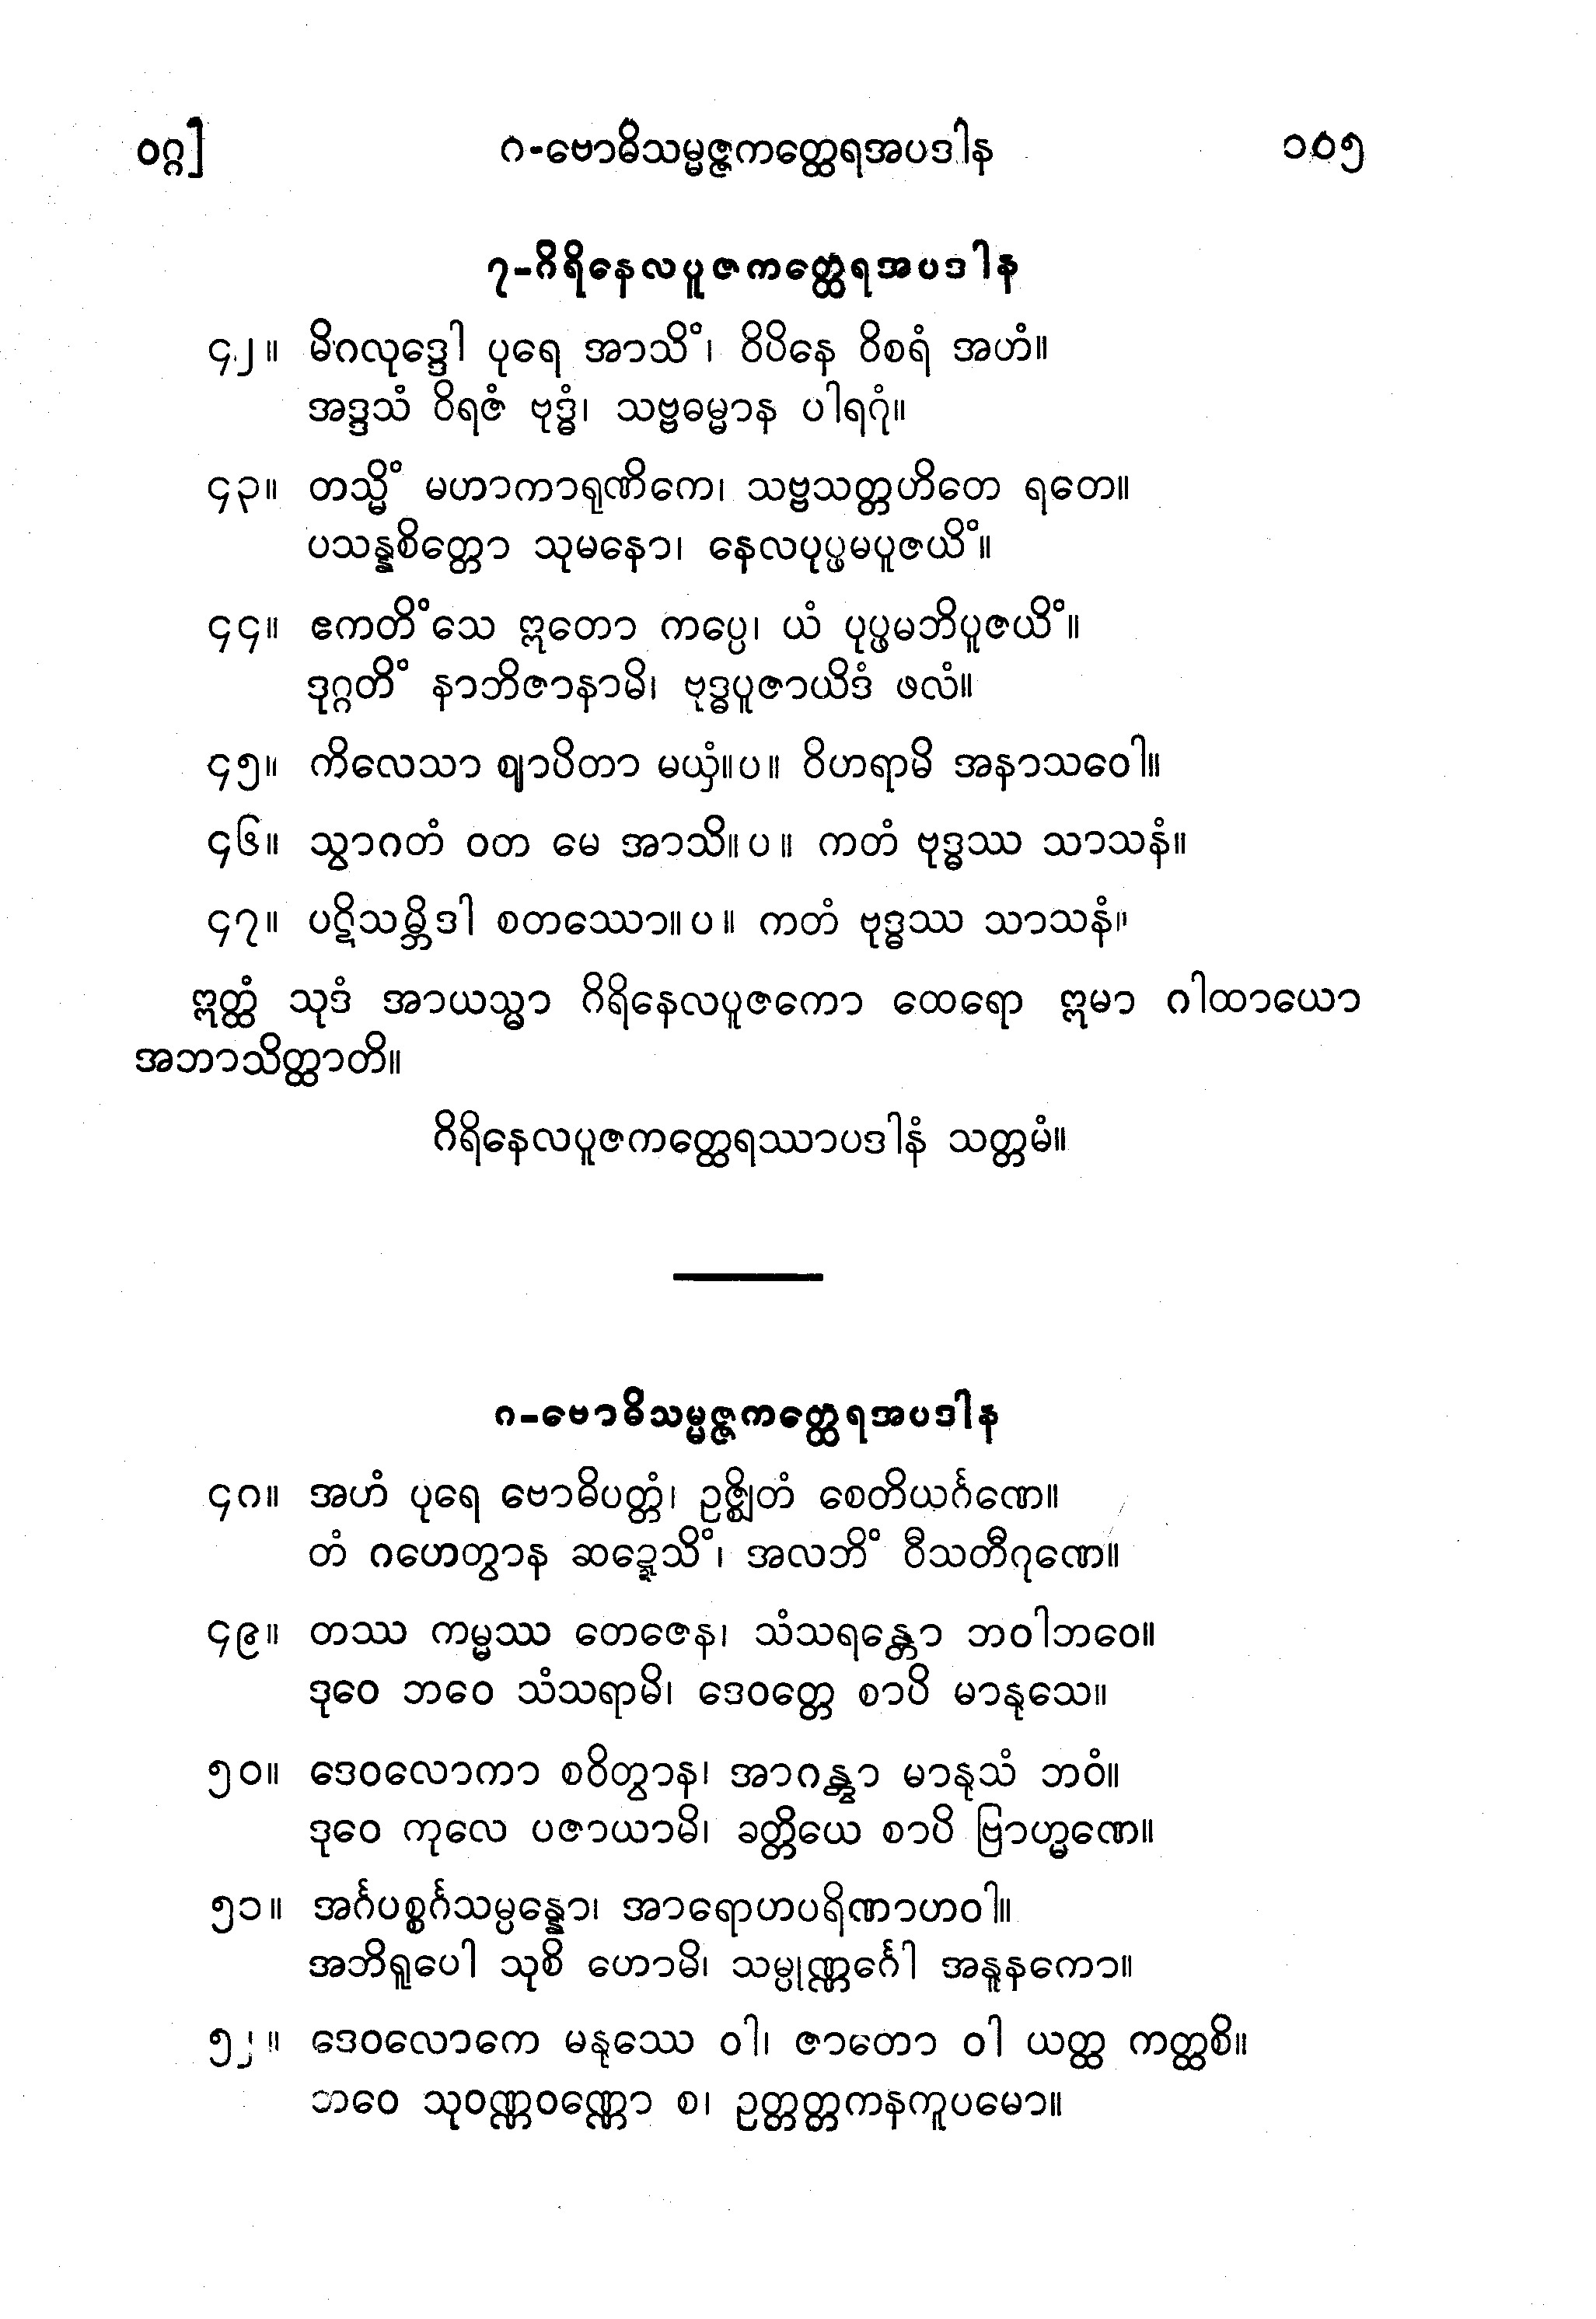 ဝဂ္ဂ] ဂ-ဗောဓိသမ္မဇ္ဇကတ္ထေရအပဒါန ၁၀၅
၇-ဂိရိနေလပူဇကတ္ထေရအပဒါန
၄၂။ မိဂလုဒ္ဒေါ ပုရေ အာသိံ၊ ဝိပိနေ ဝိစရံ အဟံ။
အဒ္ဒသံ ဝိရဇံ ဗုဒ္ဓံ၊ သဗ္ဗဓမ္မာန ပါရဂုံ။
၄၃။ တသ္မိံ မဟာကာရုဏိကေ၊ သဗ္ဗသတ္တဟိတေ ရတေ။
ပသန္နစိတ္တော သုမနော၊ နေလပုပ္ဖမပူဇယိံ။
၄၄။ ဧကတိံသေ ဣတော ကပ္ပေ၊ ယံ ပုပ္ဖမဘိပူဇယိံ။
ဒုဂ္ဂတိံ နာဘိဇာနာမိ၊ ဗုဒ္ဓပူဇာယိဒံ ဖလံ။
၄၅။ ကိလေသာ ဈာပိတာ မယှံ။ပ။ ဝိဟရာမိ အနာသဝေါ။
၄၆။ သွာဂတံ ဝတ မေ အာသိ။ပ။ ကတံ ဗုဒ္ဓဿ သာသနံ။
၄၇။ ပဋိသမ္ဘိဒါ စတဿော။ပ။ ကတံ ဗုဒ္ဓဿ သာသနံ။
ဣတ္ထံ သုဒံ အာယသ္မာ ဂိရိနေလပူဇကော ထေရော ဣမာ ဂါထာယော
အဘာသိတ္ထာတိ။
ဂိရိနေလပူဇကတ္ထေရဿာပဒါနံ သတ္တမံ။
ဂ-ဗောဓိသမ္မဇ္ဇကတ္ထေရအပဒါန
၄၈။ အဟံ ပုရေ ဗောဓိပတ္တံ၊ ဥဇ္ဈိတံ စေတိယင်္ဂဏေ။
တံ ဂဟေတွာန ဆဍ္ဍေသိံ၊ အလဘိံ ဝီသတီဂုဏေ။
၄၉။ တဿ ကမ္မဿ တေဇေန၊ သံသရန္တော ဘဝါဘဝေ။
ဒုဝေ ဘဝေ သံသရာမိ၊ ဒေဝတ္တေ စာပိ မာနုသေ။
၅၀။ ဒေဝလောကာ စဝိတွာန၊ အာဂန္တွာ မာနုသံ ဘဝံ။
ဒုဝေ ကုလေ ပဇာယာမိ၊ ခတ္တိယေ စာပိ ဗြာဟ္မဏေ။
၅၁။ အင်္ဂပစ္စင်္ဂသမ္ပန္နော၊ အာရောဟပရိဏာဟဝါ။
အဘိရူပေါ သုစိ ဟောမိ၊ သမ္ပုဏ္ဏင်္ဂေါ အနူနကော။
၅၂။ ဒေဝလောကေ မနုဿေ ဝါ၊ ဇာတော ဝါ ယတ္ထ ကတ္ထစိ။
ဘဝေ သုဝဏ္ဏဝဏ္ဏော စ၊ ဥတ္တတ္တကနကူပမော။